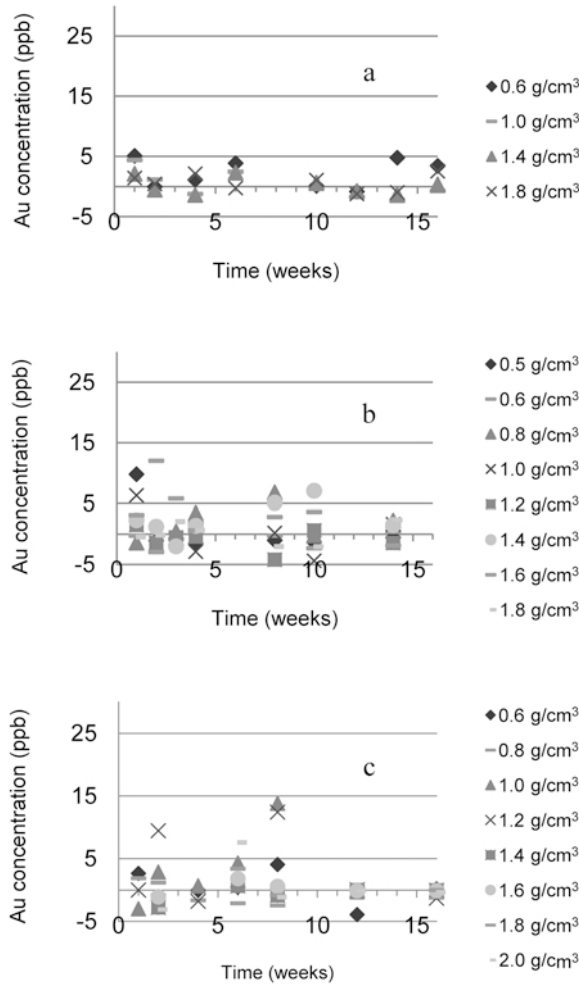 Au concentration (ppb)
25
15
5
-5
0
5
10
15
Time (weeks)
a
0.6 g/cm³
1.0 g/cm³
1.4 g/cm³
1.8 g/cm³
Au concentration (ppb)
25
15
5
-5
0
5
10
15
Time (weeks)
b
0.5 g/cm³
0.6 g/cm³
0.8 g/cm³
1.0 g/cm³
1.2 g/cm³
1.4 g/cm³
1.6 g/cm³
1.8 g/cm³
Au concentration (ppb)
25
15
5
-5
0
5
10
15
Time (weeks)
c
0.6 g/cm³
0.8 g/cm³
1.0 g/cm³
1.2 g/cm³
1.4 g/cm³
1.6 g/cm³
1.8 g/cm³
2.0 g/cm³